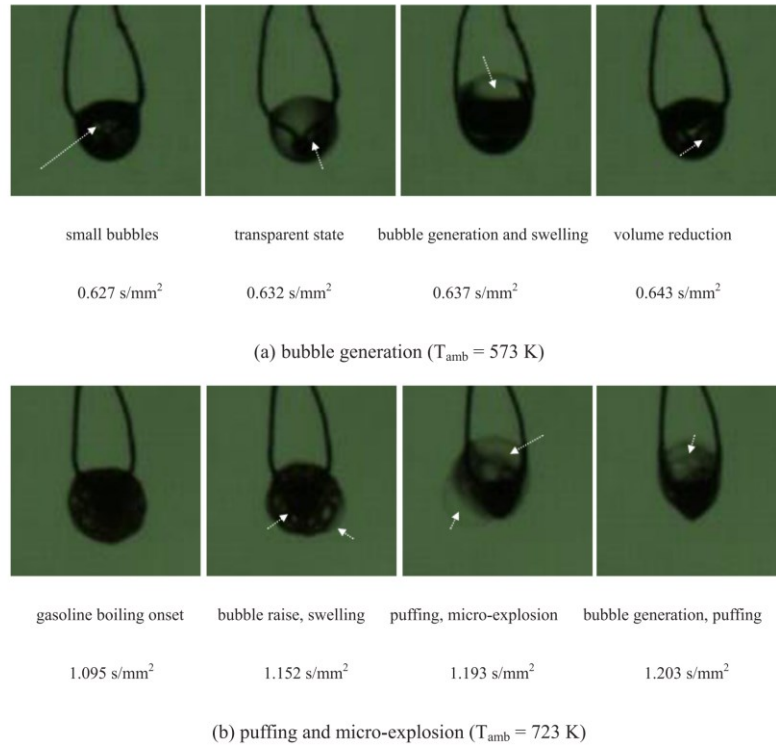 small bubbles transparent state bubble generation and swelling volume reduction
0.627 s/mm² 0.632 s/mm² 0.637 s/mm² 0.643 s/mm²
(a) bubble generation (Tamb = 573 K)
gasoline boiling onset bubble raise, swelling puffing, micro-explosion bubble generation, puffing
1.095 s/mm² 1.152 s/mm² 1.193 s/mm² 1.203 s/mm²
(b) puffing and micro-explosion (Tamb = 723 K)